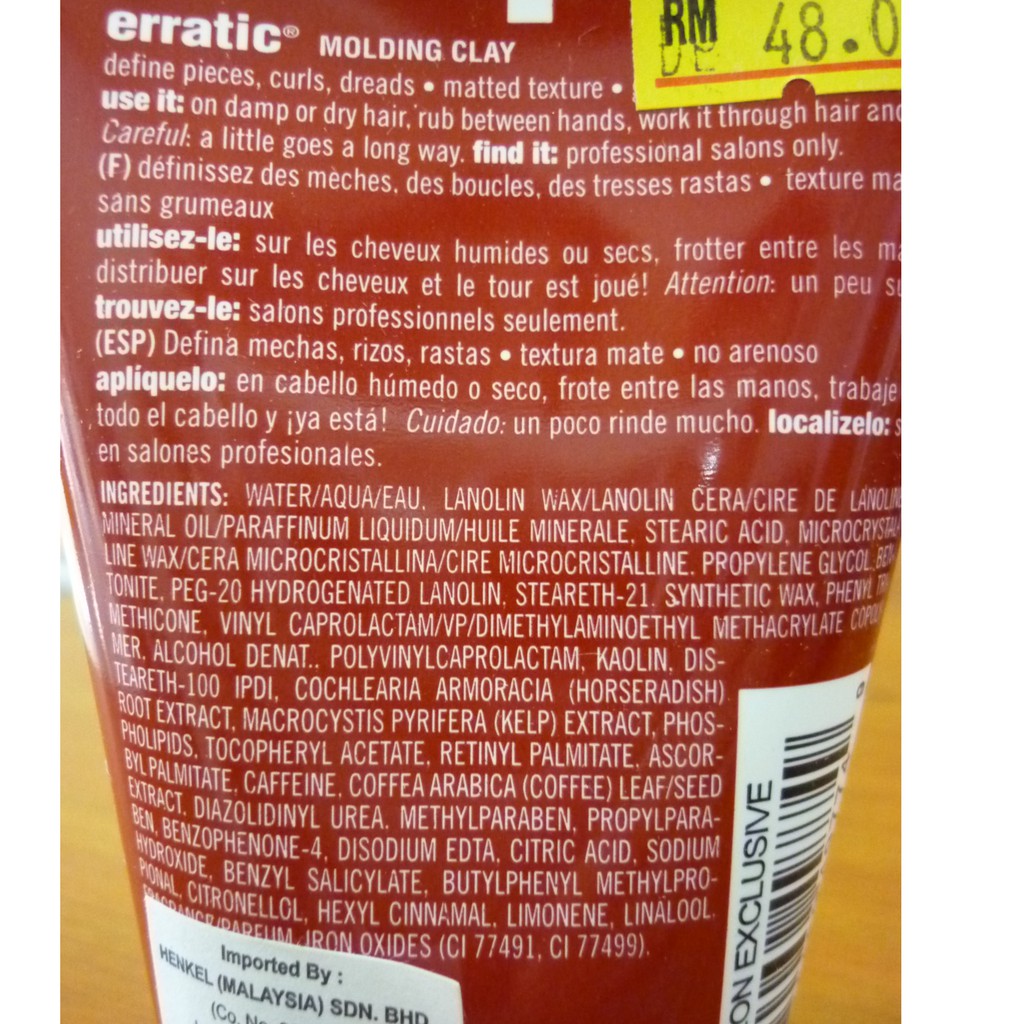 erratic® MOLDING CLAY
RM 48.0
define pieces, curls, dreads • matted texture •
use it: on damp or dry hair, rub between hands, work it through hair and
Careful: a little goes a long way. find it: professional salons only.
(F) définissez des mèches, des boucles, des tresses rastas • texture ma
sans grumeaux
utilisez-le: sur les cheveux humides ou secs, frotter entre les ma
distribuer sur les cheveux et le tour est joué! Attention: un peu su
trouvez-le: salons professionnels seulement.
(ESP) Defina mechas, rizos, rastas • textura mate • no arenoso
aplíquelo: en cabello húmedo o seco, frote entre las manos, trabaje
todo el cabello y ¡ya está! Cuidado: un poco rinde mucho. localizelo: s
en salones profesionales.
INGREDIENTS: WATER/AQUA/EAU, LANOLIN WAX/LANOLIN CERA/CIRE DE LANOLINE
MINERAL OIL/PARAFFINUM LIQUIDUM/HUILE MINERALE, STEARIC ACID, MICROCRYSTAL-
LINE WAX/CERA MICROCRISTALLINA/CIRE MICROCRISTALLINE, PROPYLENE GLYCOL, BEN-
TONITE, PEG-20 HYDROGENATED LANOLIN, STEARETH-21, SYNTHETIC WAX, PHENYL TRI-
METHICONE, VINYL CAPROLACTAM/VP/DIMETHYLAMINOETHYL METHACRYLATE COPOLY-
MER, ALCOHOL DENAT., POLYVINYLCAPROLACTAM, KAOLIN, DIS-
TEARETH-100 IPDI, COCHLEARIA ARMORACIA (HORSERADISH)
ROOT EXTRACT, MACROCYSTIS PYRIFERA (KELP) EXTRACT, PHOS-
PHOLIPIDS, TOCOPHERYL ACETATE, RETINYL PALMITATE, ASCOR-
BYL PALMITATE, CAFFEINE, COFFEA ARABICA (COFFEE) LEAF/SEED
EXTRACT, DIAZOLIDINYL UREA, METHYLPARABEN, PROPYLPARA-
BEN, BENZOPHENONE-4, DISODIUM EDTA, CITRIC ACID, SODIUM
HYDROXIDE, BENZYL SALICYLATE, BUTYLPHENYL METHYLPRO-
PIONAL, CITRONELLOL, HEXYL CINNAMAL, LIMONENE, LINALOOL,
FRAGRANCE/PARFUM, IRON OXIDES (CI 77491, CI 77499).
Imported By :
HENKEL (MALAYSIA) SDN. BHD
(Co. No.
ON EXCLUSIVE